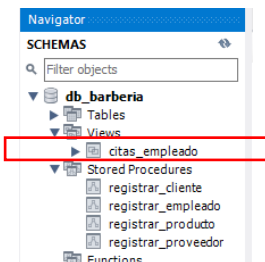 Navigator
SCHEMAS
Filter objects
db_barberia
Tables
Views
citas_empleado
Stored Procedures
registrar_cliente
registrar_empleado
registrar_producto
registrar_proveedor
Functions